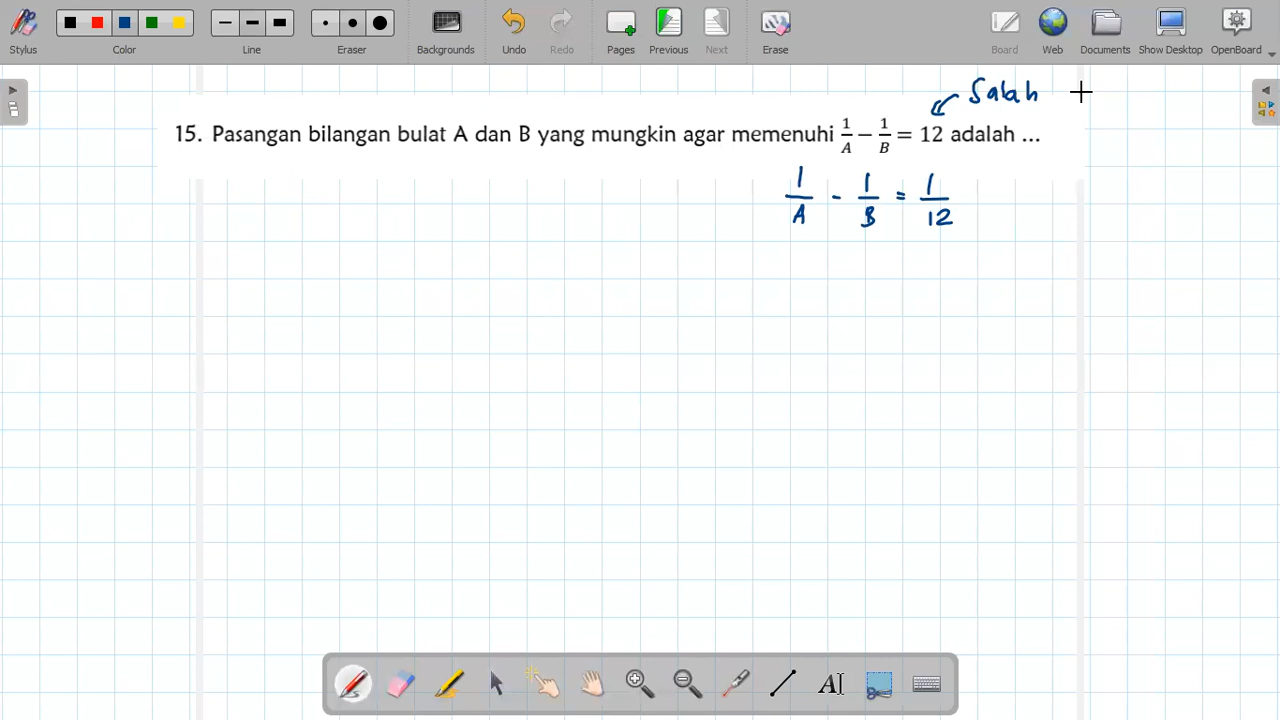 Stylus Color Line Eraser Backgrounds Undo Redo Pages Previous Next Erase Board Web Documents Show Desktop OpenBoard
Salah
15. Pasangan bilangan bulat A dan B yang mungkin agar memenuhi 1/A − 1/B = 12 adalah ...
1/A - 1/B = 1/12